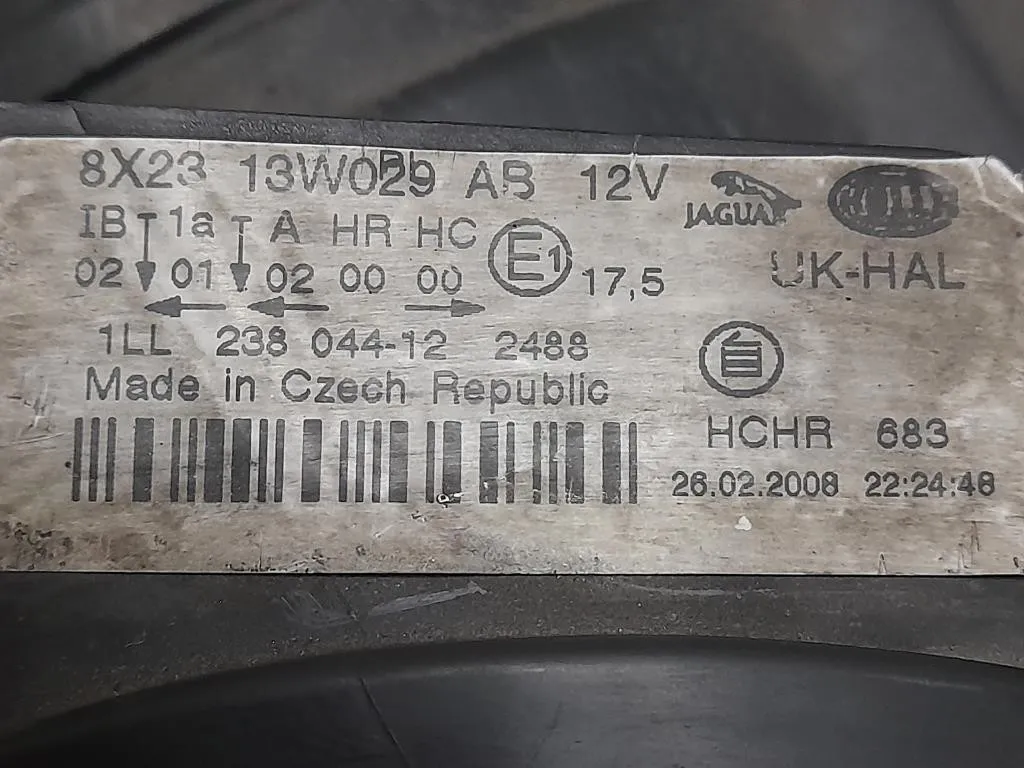 8X23 13W029 AB 12V
JAGUAR
HELLA
IB 1a A HR HC
02 01 02 00 00
E1
17,5
UK-HAL
1LL 238 044-12 2488
Made in Czech Republic
HCHR 683
26.02.2008 22:24:48